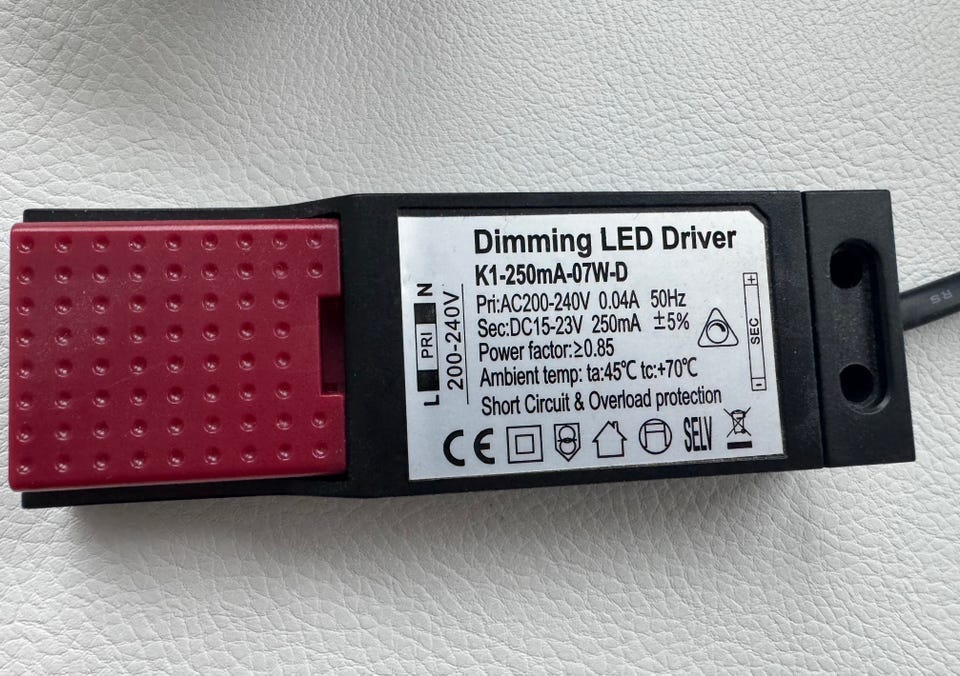 Dimming LED Driver
K1-250mA-07W-D
Pri:AC200-240V 0.04A 50Hz
Sec:DC15-23V 250mA ±5%
Power factor:≥0.85
Ambient temp: ta:45℃ tc:+70℃
Short Circuit & Overload protection
CE SELV
L PRI N
200-240V
+ SEC -
RS